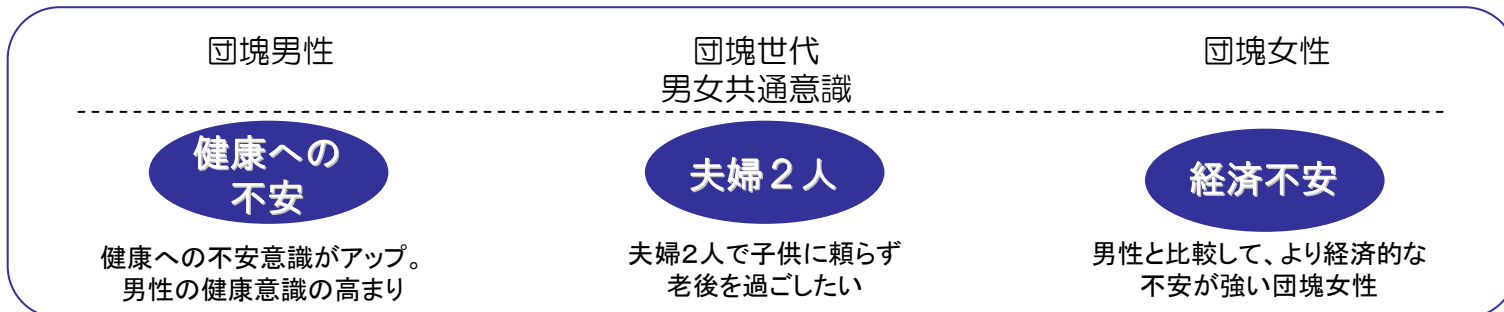 団塊男性
団塊世代
男女共通意識
団塊女性
健康への
不安
夫婦２人
経済不安
健康への不安意識がアップ。
男性の健康意識の高まり
夫婦2人で子供に頼らず
老後を過ごしたい
男性と比較して、より経済的な
不安が強い団塊女性